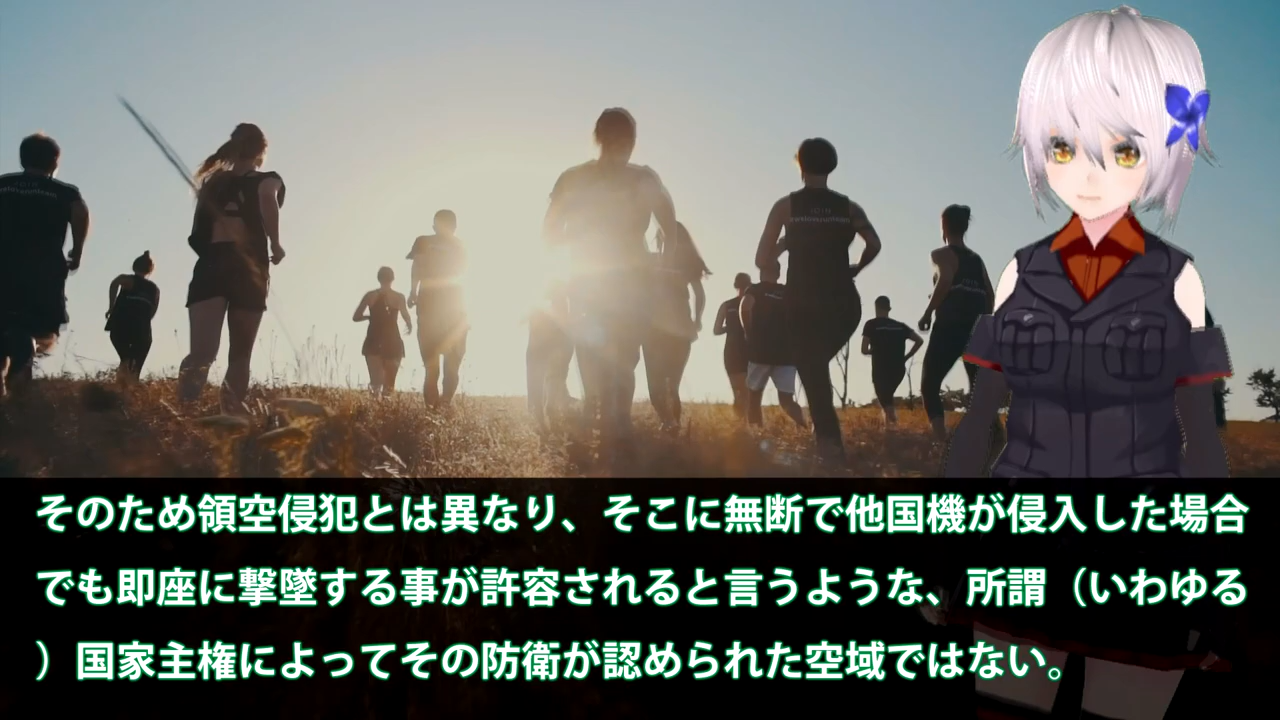 JOIN
JOIN
そのため領空侵犯とは異なり、そこに無断で他国機が侵入した場合
でも即座に撃墜する事が許容されると言うような、所謂（いわゆる
）国家主権によってその防衛が認められた空域ではない。